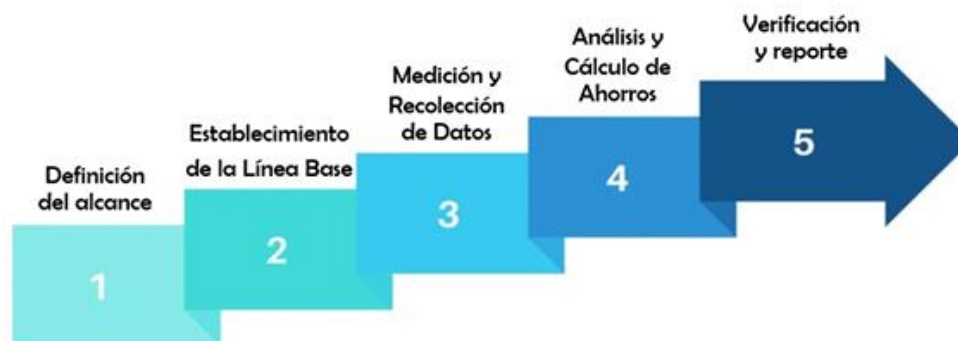 Definición
del alcance
1
Establecimiento
de la Línea Base
2
Medición y
Recolección
de Datos
3
Análisis y
Cálculo de
Ahorros
4
Verificación
y reporte
5